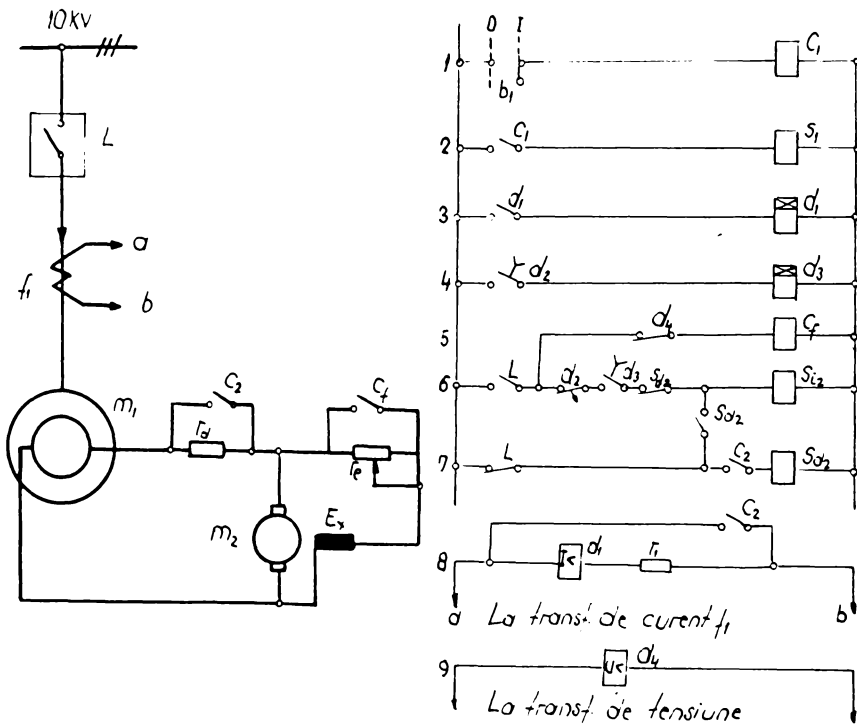 10KV
L
a
f1
b
m1
C2
rd
Cf
re
m2
Ex
0 I
1
b1
C1
2
C1
S1
3
d1
d1
4
d2
d3
5
d4
Cf
6
L
d2
d3
Sd2
Si2
Sd2
7
L
C2
Sd2
C2
8
I<
d1
r1
a
La transf. de curent f1
b
9
U<
d4
La transf. de tensiune